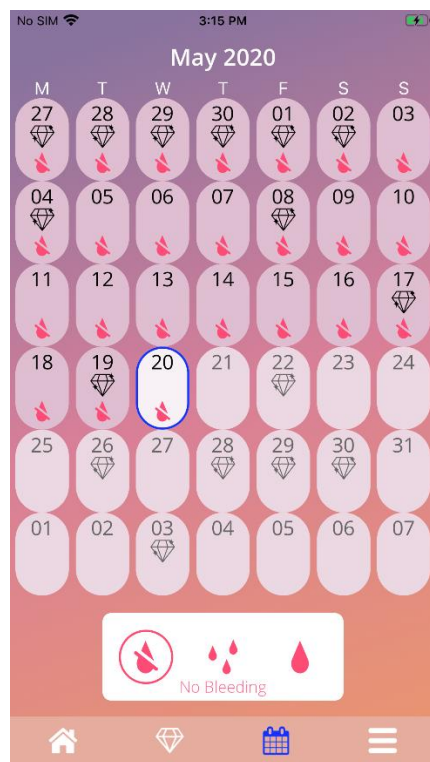 No SIM 3:15 PM
May 2020
M T W T F S S
27 28 29 30 01 02 03
04 05 06 07 08 09 10
11 12 13 14 15 16 17
18 19 20 21 22 23 24
25 26 27 28 29 30 31
01 02 03 04 05 06 07
No Bleeding